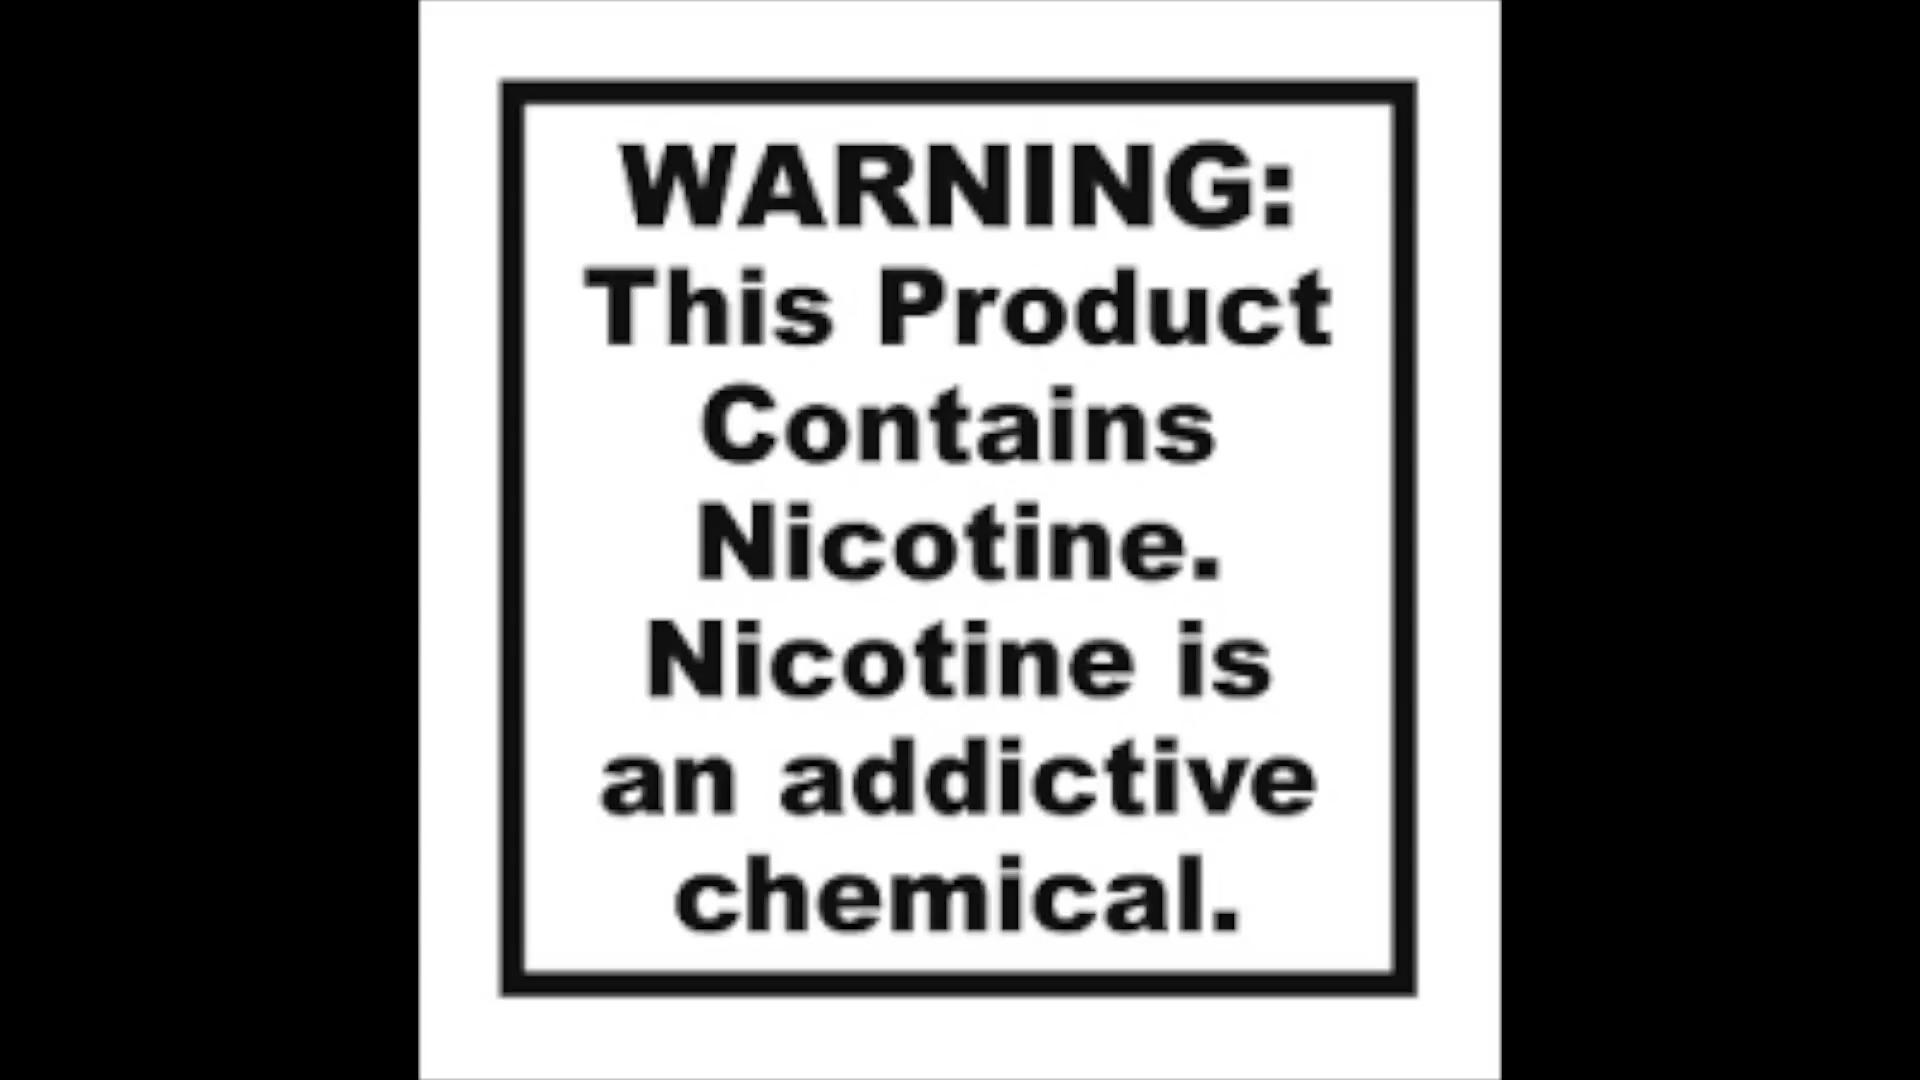 WARNING:
This Product
Contains
Nicotine.
Nicotine is
an addictive
chemical.